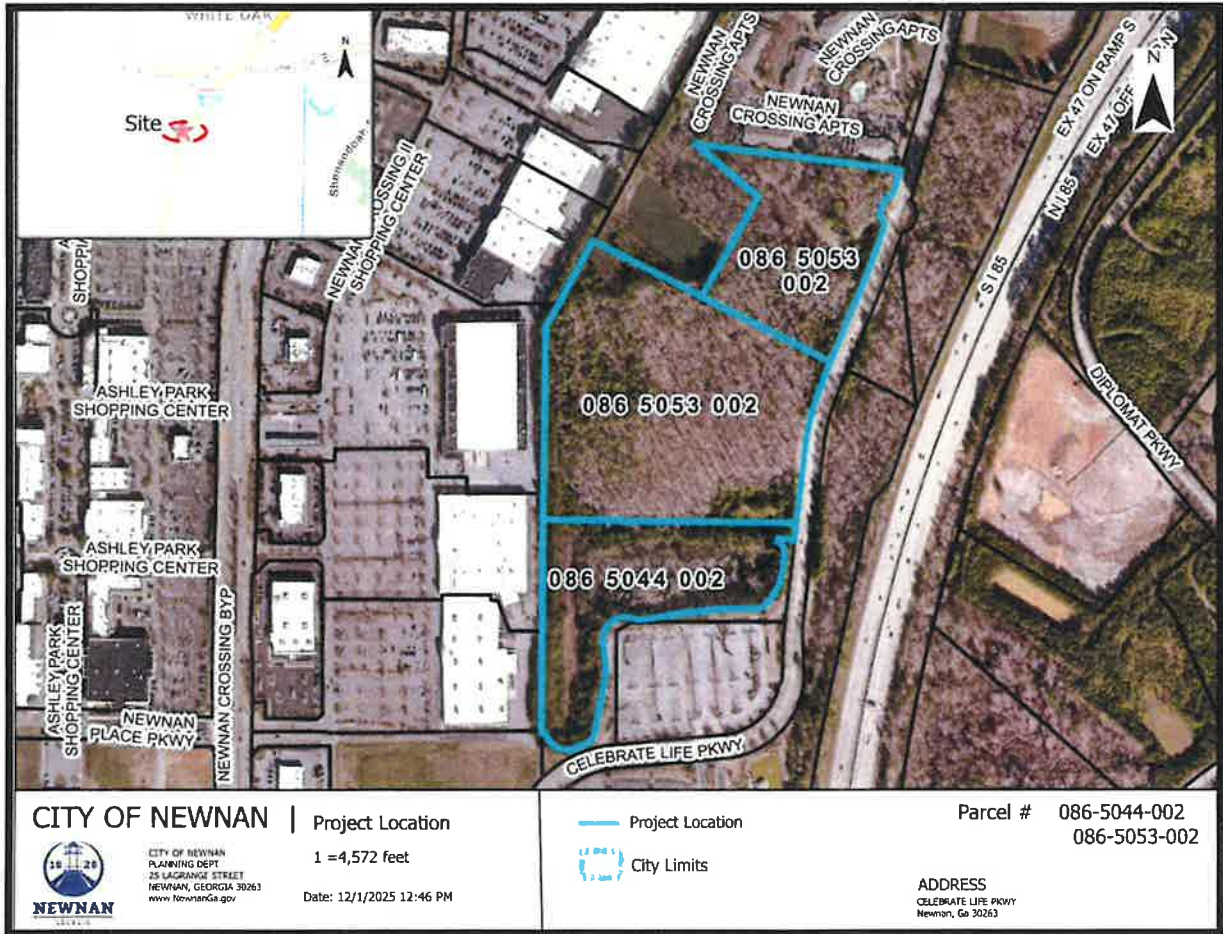 WHITE OAK
N
Site
Shenandoah
NEWNAN
CROSSING APTS
NEWNAN
CROSSING APTS
NEWNAN
CROSSING APTS
EX 47 ON RAMP S
EX 47 OFF
N
N I 85
S I 85
NEWNAN CROSSING II
SHOPPING CENTER
086 5053
002
086 5053 002
086 5044 002
DIPLOMAT PKWY
ASHLEY PARK
SHOPPING CENTER
ASHLEY PARK
SHOPPING CENTER
ASHLEY PARK
SHOPPING CENTER
NEWNAN
PLACE PKWY
NEWNAN CROSSING BYP
CELEBRATE LIFE PKWY
CITY OF NEWNAN | Project Location
1 =4,572 feet
Date: 12/1/2025 12:46 PM
18 28
NEWNAN
GEORGIA
CITY OF NEWNAN
PLANNING DEPT
25 LAGRANGE STREET
NEWNAN, GEORGIA 30263
www.NewnanGa.gov
Project Location
City Limits
Parcel # 086-5044-002
086-5053-002
ADDRESS
CELEBRATE LIFE PKWY
Newnan, Ga 30263